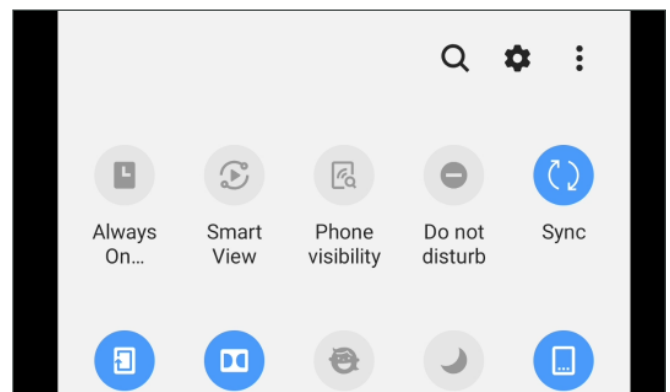 Always
On...
Smart
View
Phone
visibility
Do not
disturb
Sync